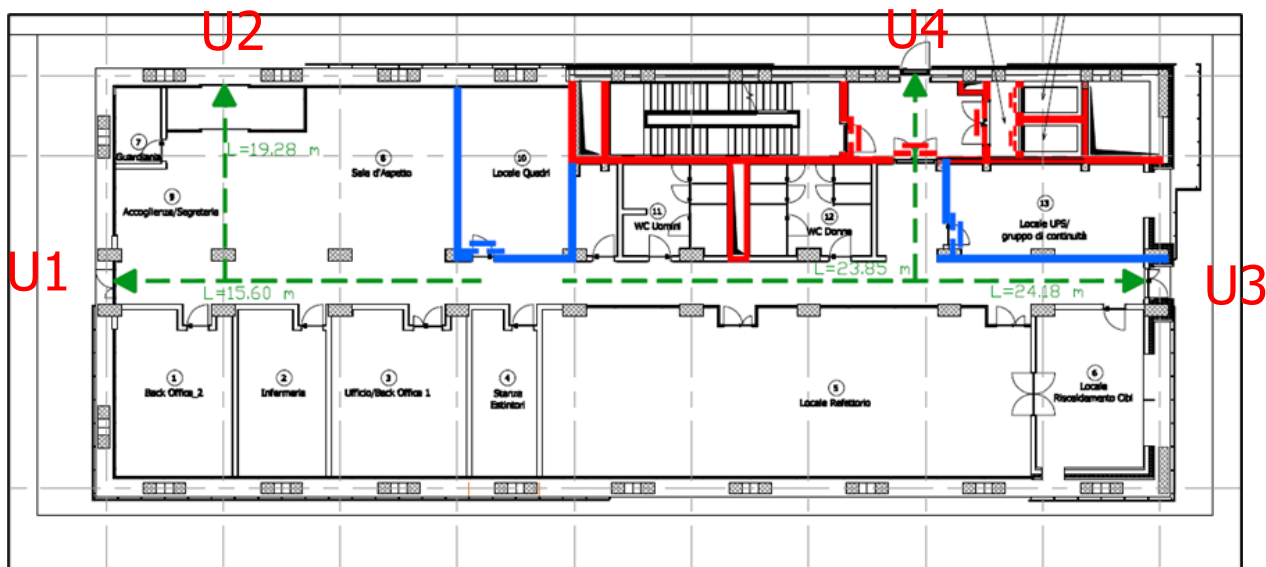 U2
U4
7
Guardiania
L=19.28 m
8
Sala d'Aspetto
10
Locale Quadri
9
Accoglienza/Segreteria
11
WC Uomini
12
WC Donne
13
Locale UPS/
gruppo di continuità
U1
L=15.60 m
L=23.85 m
L=24.18 m
U3
1
Back Office_2
2
Infermeria
3
Ufficio/Back Office 1
4
Stanza
Estintori
5
Locale Refettorio
6
Locale
Riscaldamento Cibi